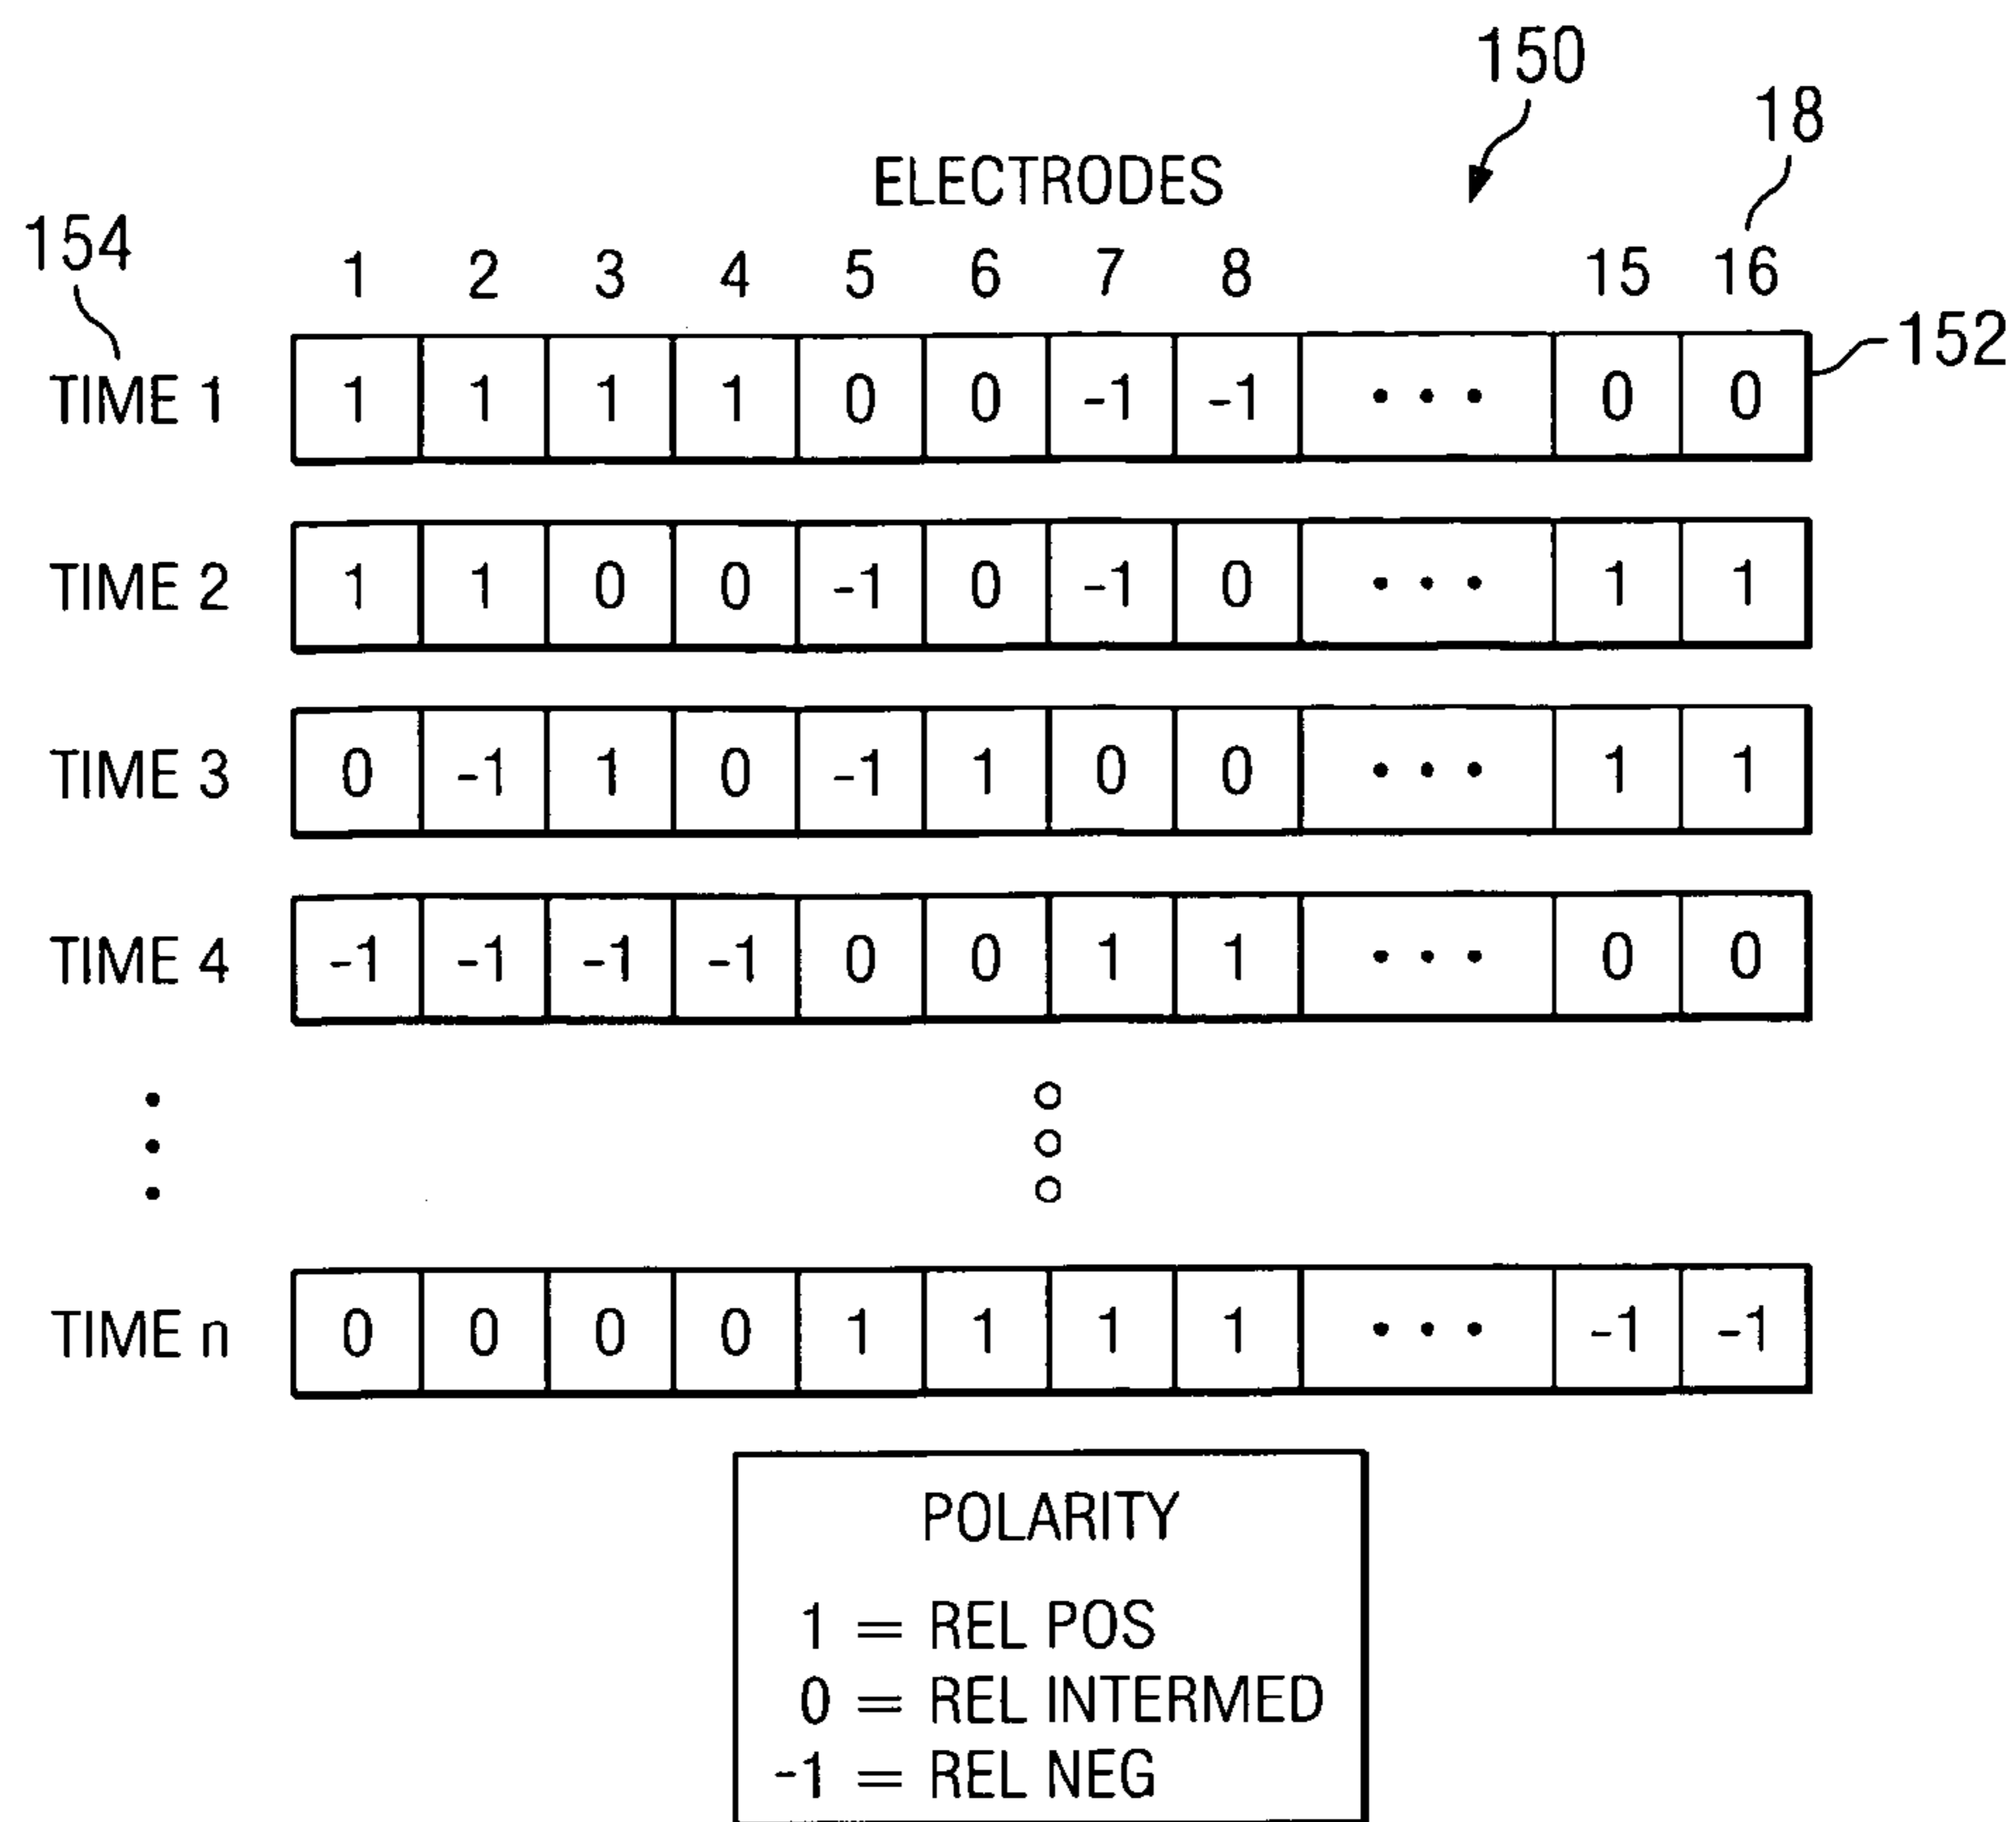 150
18
ELECTRODES
154
1 2 3 4 5 6 7 8 15 16
152
TIME 1 1 1 1 1 0 0 -1 -1 • • • 0 0
TIME 2 1 1 0 0 -1 0 -1 0 • • • 1 1
TIME 3 0 -1 1 0 -1 1 0 0 • • • 1 1
TIME 4 -1 -1 -1 -1 0 0 1 1 • • • 0 0
TIME n 0 0 0 0 1 1 1 1 • • • -1 -1
POLARITY
1 = REL POS
0 = REL INTERMED
-1 = REL NEG